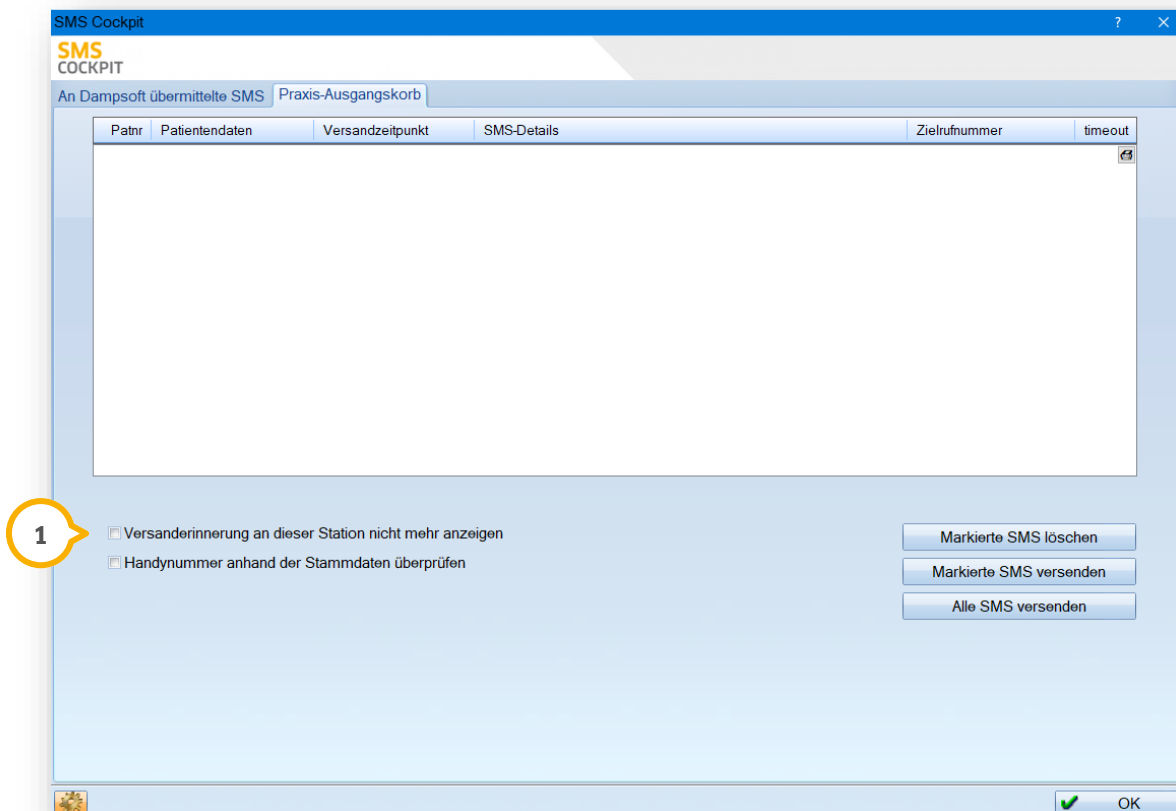 SMS Cockpit
?
SMS
COCKPIT
An Dampsoft übermittelte SMS Praxis-Ausgangskorb
Patnr Patientendaten Versandzeitpunkt SMS-Details Zielrufnummer timeout
1 Versanderinnerung an dieser Station nicht mehr anzeigen
Handynummer anhand der Stammdaten überprüfen
Markierte SMS löschen
Markierte SMS versenden
Alle SMS versenden
OK